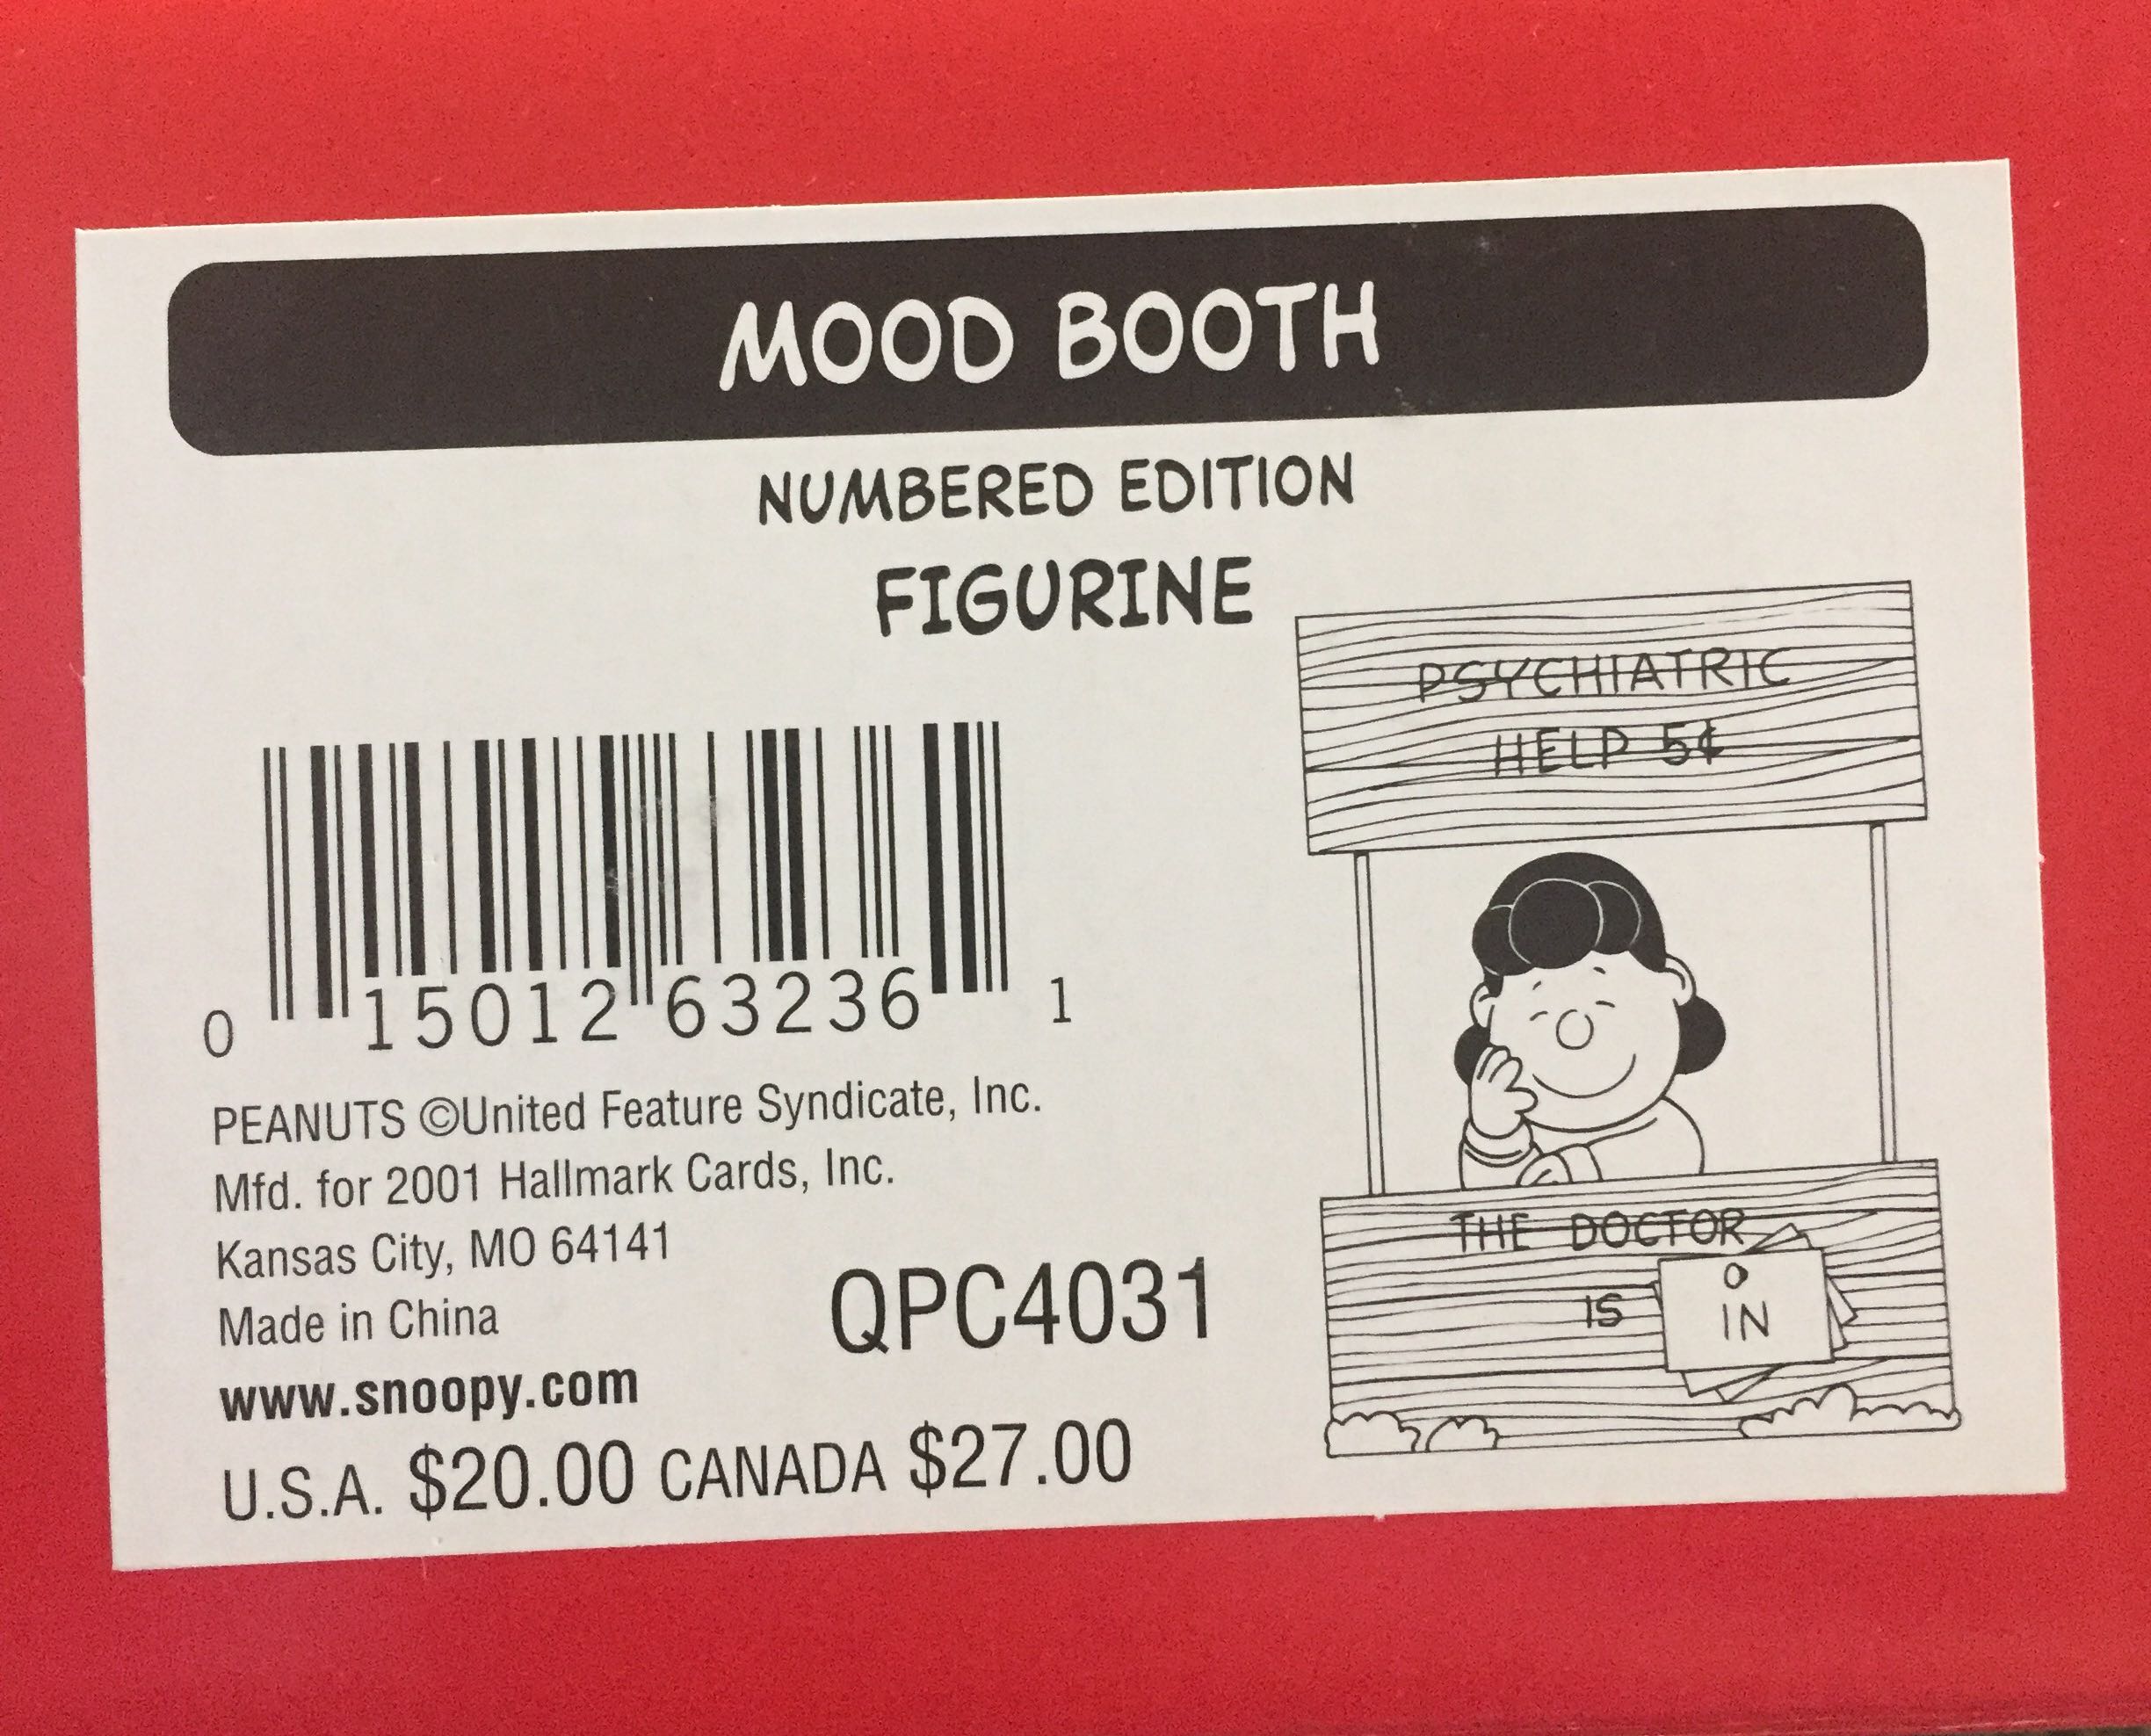 MOOD BOOTH
NUMBERED EDITION
FIGURINE
0 15012 63236 1
PEANUTS ©United Feature Syndicate, Inc.
Mfd. for 2001 Hallmark Cards, Inc.
Kansas City, MO 64141
Made in China
QPC4031
www.snoopy.com
U.S.A. $20.00 CANADA $27.00
PSYCHIATRIC
HELP 5¢
THE DOCTOR
IS IN